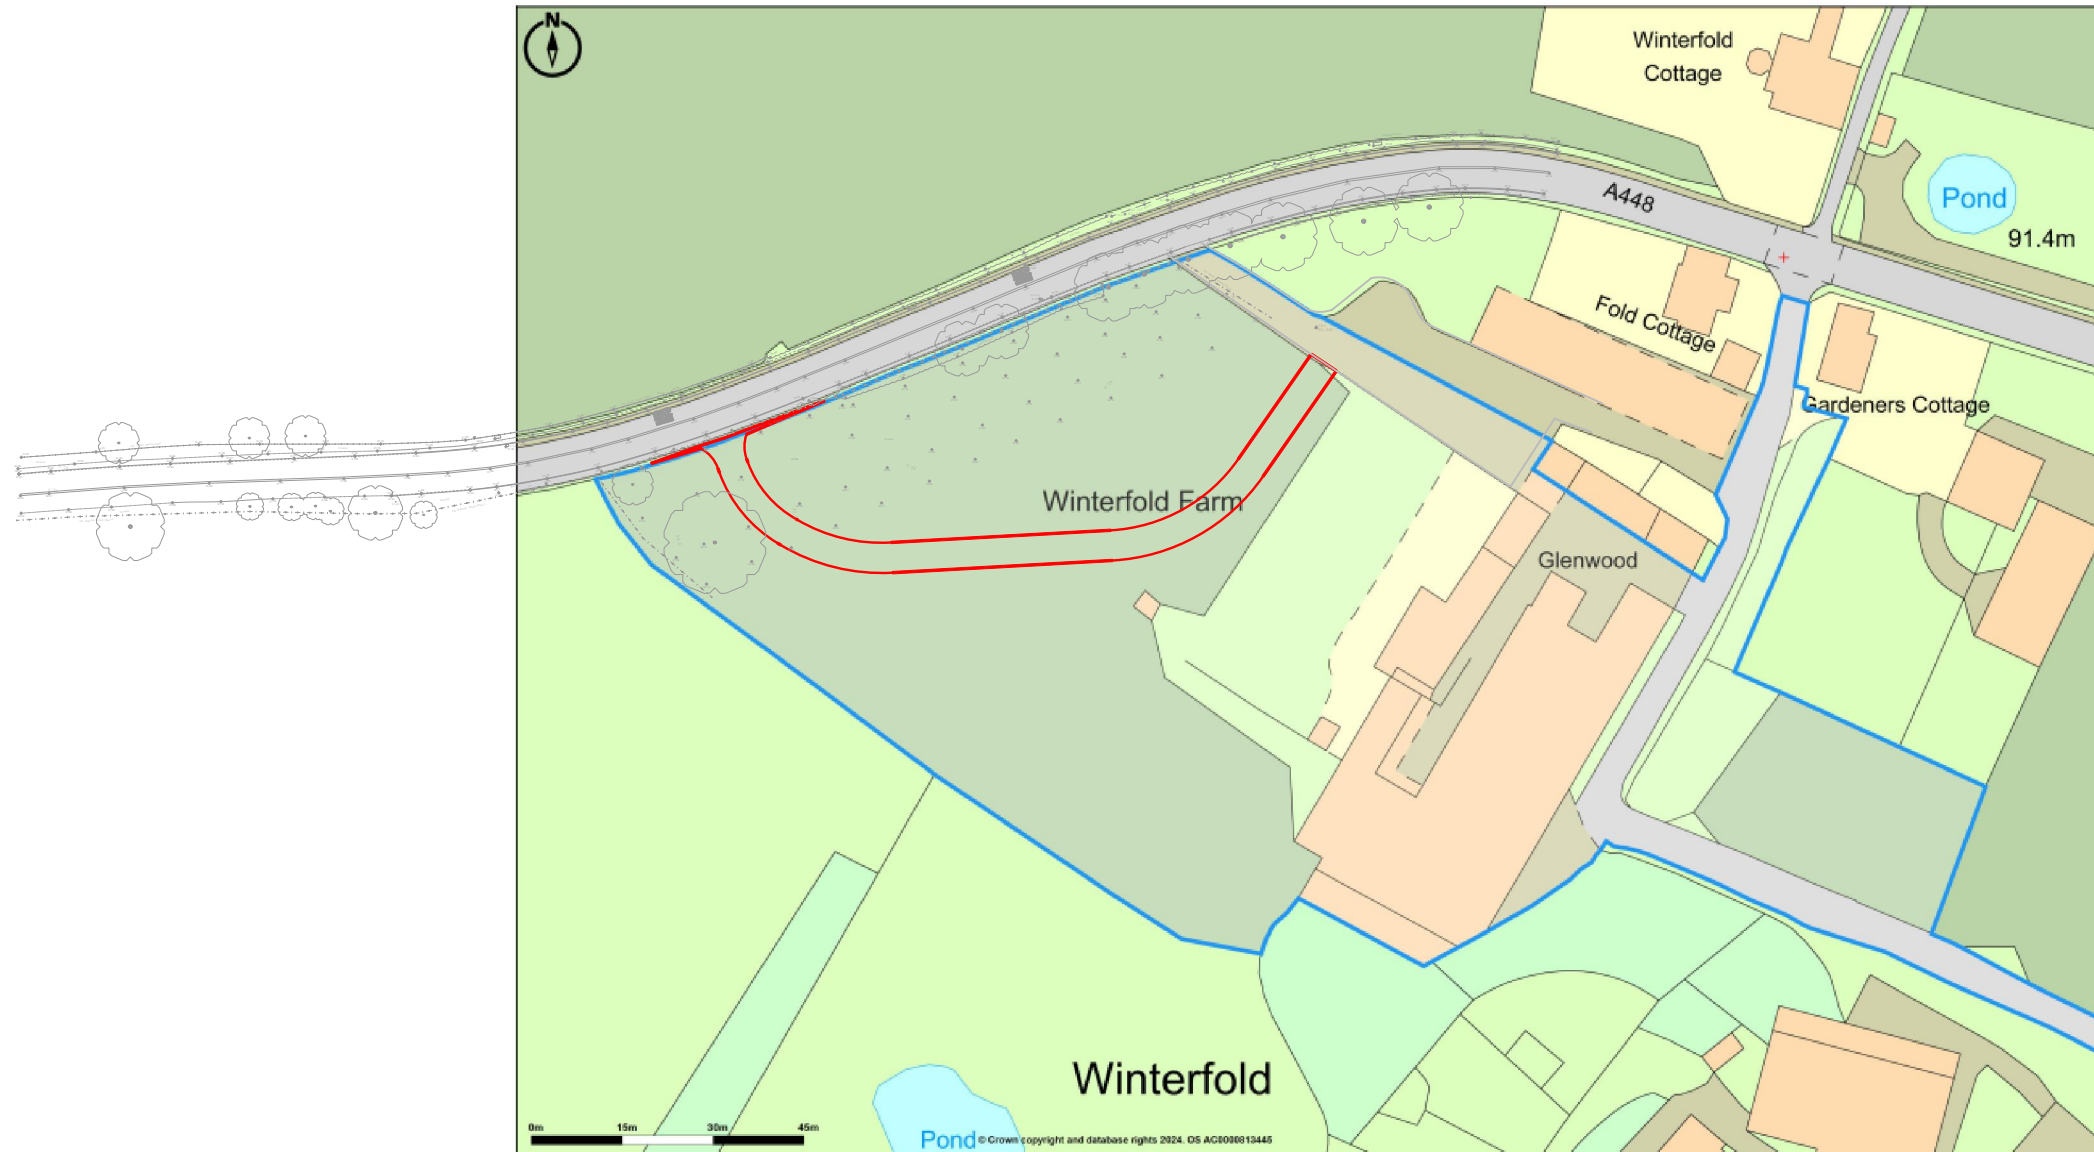 N
Winterfold
Cottage
A448
Pond
91.4m
Fold Cottage
Gardeners Cottage
Winterfold Farm
Glenwood
Winterfold
0m 15m 30m 45m
Pond © Crown copyright and database rights 2024. OS AC0000813445